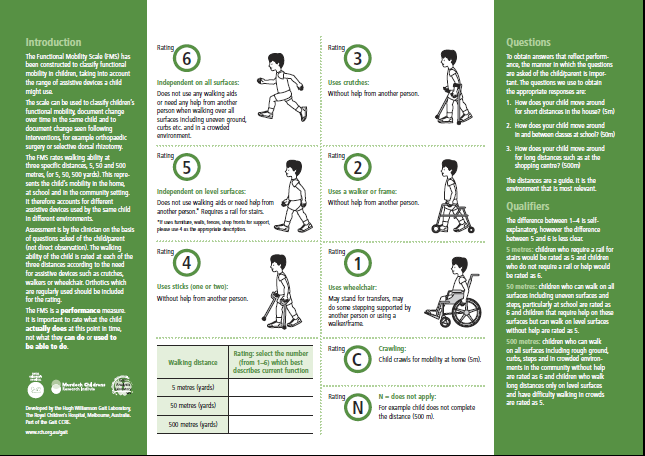 Introduction
The Functional Mobility Scale (FMS) has
been constructed to classify functional
mobility in children, taking into account
the range of assistive devices a child
might use.
The scale can be used to classify children's
functional mobility, document change
over time in the same child and to
document change seen following
interventions, for example orthopaedic
surgery or selective dorsal rhizotomy.
The FMS rates walking ability at
three specific distances, 5, 50 and 500
metres, (or 5, 50, 500 yards). This repre-
sents the child's mobility in the home,
at school and in the community setting.
It therefore accounts for different
assistive devices used by the same child
in different environments.
Assessment is by the clinician on the basis
of questions asked of the child/parent
(not direct observation). The walking
ability of the child is rated at each of the
three distances according to the need
for assistive devices such as crutches,
walkers or wheelchair. Orthotics which
are regularly used should be included
for the rating.
The FMS is a performance measure.
It is important to rate what the child
actually does at this point in time,
not what they can do or used to
be able to do.
Murdoch Childrens
Research Institute
Developed by the Hugh Williamson Gait Laboratory,
The Royal Children's Hospital, Melbourne, Australia.
Part of the Gait CCRE.
www.rch.org.au/gait
Rating
6
Independent on all surfaces:
Does not use any walking aids
or need any help from another
person when walking over all
surfaces including uneven ground,
curbs etc. and in a crowded
environment.
Rating
5
Independent on level surfaces:
Does not use walking aids or need help from
another person.* Requires a rail for stairs.
*If uses furniture, walls, fences, shop fronts for support,
please use 4 as the appropriate description.
Rating
4
Uses sticks (one or two):
Without help from another person.
Walking distance
Rating: select the number
(from 1–6) which best
describes current function
5 metres (yards)
50 metres (yards)
500 metres (yards)
Rating
3
Uses crutches:
Without help from another person.
Rating
2
Uses a walker or frame:
Without help from another person.
Rating
1
Uses wheelchair:
May stand for transfers, may
do some stepping supported by
another person or using a
walker/frame.
Rating
C
Crawling:
Child crawls for mobility at home (5m).
Rating
N
N = does not apply:
For example child does not complete
the distance (500 m).
Questions
To obtain answers that reflect perform-
ance, the manner in which the questions
are asked of the child/parent is impor-
tant. The questions we use to obtain
the appropriate responses are:
1. How does your child move around
for short distances in the house? (5m)
2. How does your child move around
in and between classes at school? (50m)
3. How does your child move around
for long distances such as at the
shopping centre? (500m)
The distances are a guide. It is the
environment that is most relevant.
Qualifiers
The difference between 1–4 is self-
explanatory, however the difference
between 5 and 6 is less clear.
5 metres: children who require a rail for
stairs would be rated as 5 and children
who do not require a rail or help would
be rated as 6.
50 metres: children who can walk on all
surfaces including uneven surfaces and
steps, particularly at school are rated as
6 and children that require help on these
surfaces but can walk on level surfaces
without help are rated as 5.
500 metres: children who can walk
on all surfaces including rough ground,
curbs, steps and in crowded environ-
ments in the community without help
are rated as 6 and children who walk
long distances only on level surfaces
and have difficulty walking in crowds
are rated as 5.